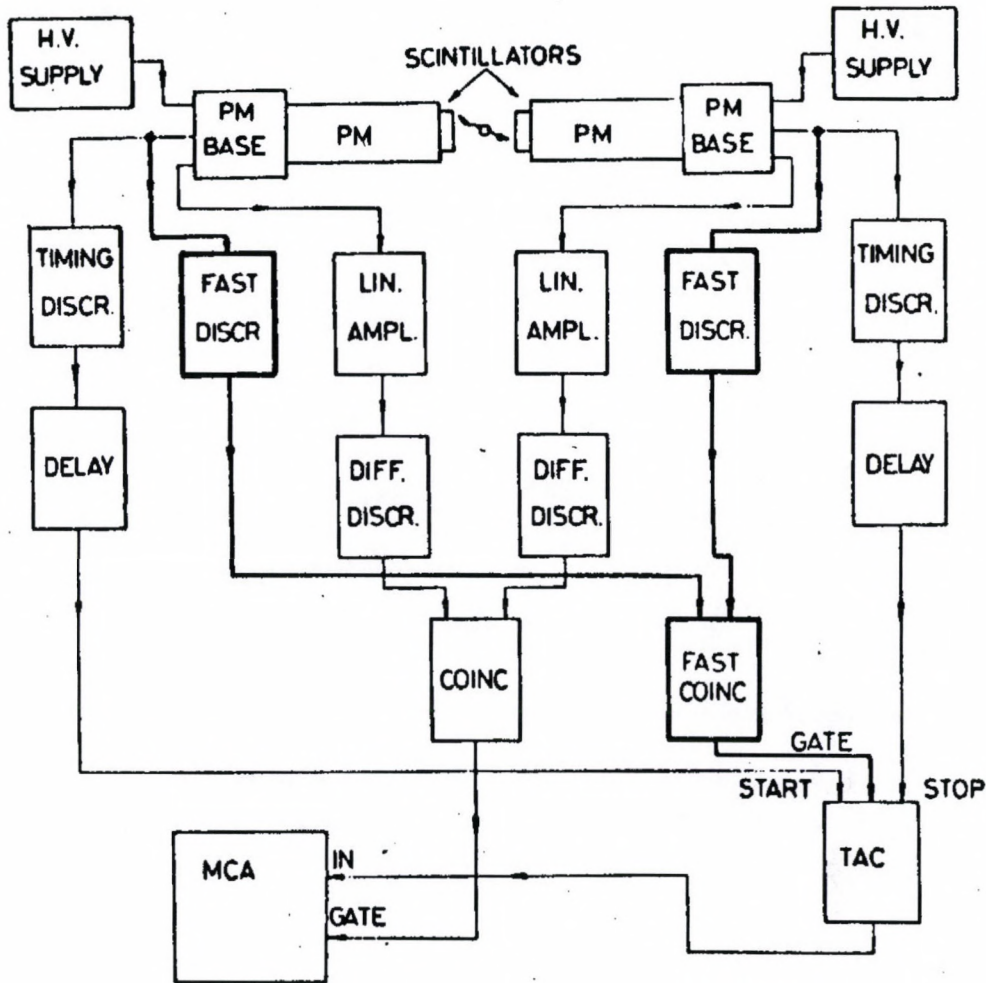 H.V.
SUPPLY
SCINTILLATORS
H.V.
SUPPLY
PM
BASE
PM
PM
PM
BASE
TIMING
DISCR.
FAST
DISCR
LIN.
AMPL.
LIN.
AMPL.
FAST
DISCR.
TIMING
DISCR.
DELAY
DIFF.
DISCR.
DIFF.
DISCR.
DELAY
COINC
FAST
COINC
GATE
START
STOP
TAC
MCA
IN
GATE